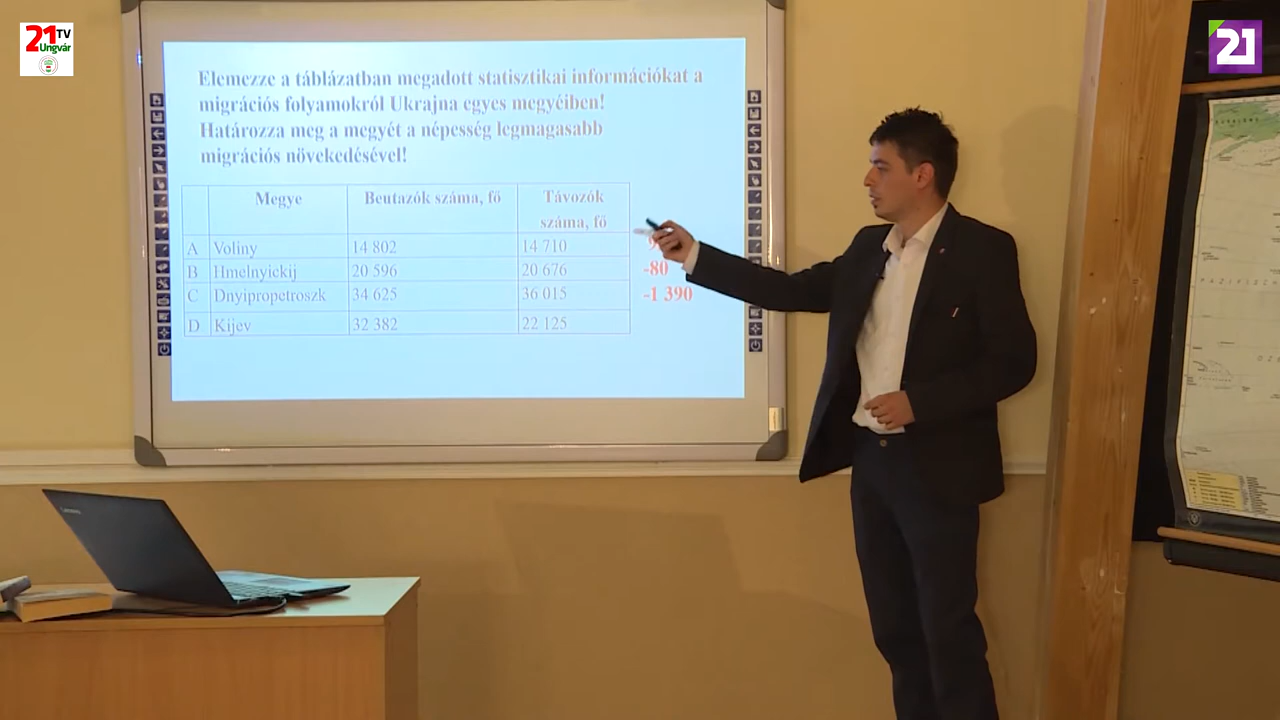 21 TV
Ungvár
21
Elemezze a táblázatban megadott statisztikai információkat a
migrációs folyamokról Ukrajna egyes megyéiben!
Határozza meg a megyét a népesség legmagasabb
migrációs növekedésével!
Megye Beutazók száma, fő Távozók
száma, fő
A Voliny 14 802 14 710
B Hmelnyickij 20 596 20 676 -80
C Dnyipropetroszk 34 625 36 015 -1 390
D Kijev 32 382 22 125